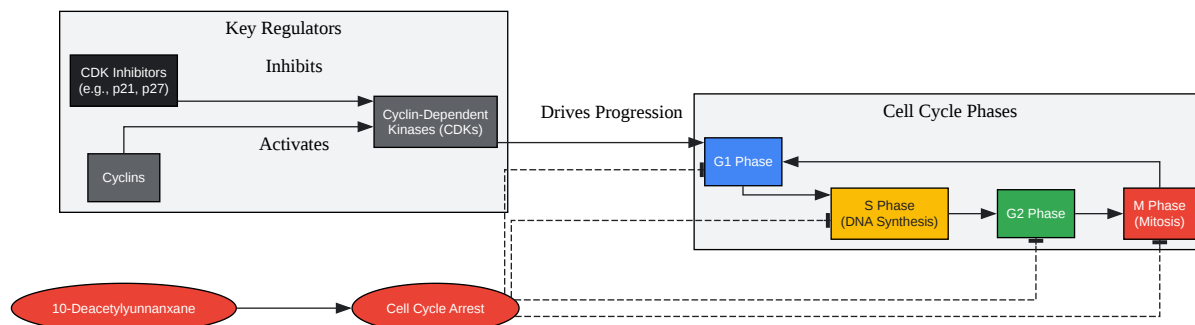 Key Regulators
CDK Inhibitors
(e.g., p21, p27)
Inhibits
Cyclin-Dependent
Kinases (CDKs)
Activates
Cyclins
Drives Progression
Cell Cycle Phases
G1 Phase
S Phase
(DNA Synthesis)
G2 Phase
M Phase
(Mitosis)
10-Deacetylyunnanxane
Cell Cycle Arrest